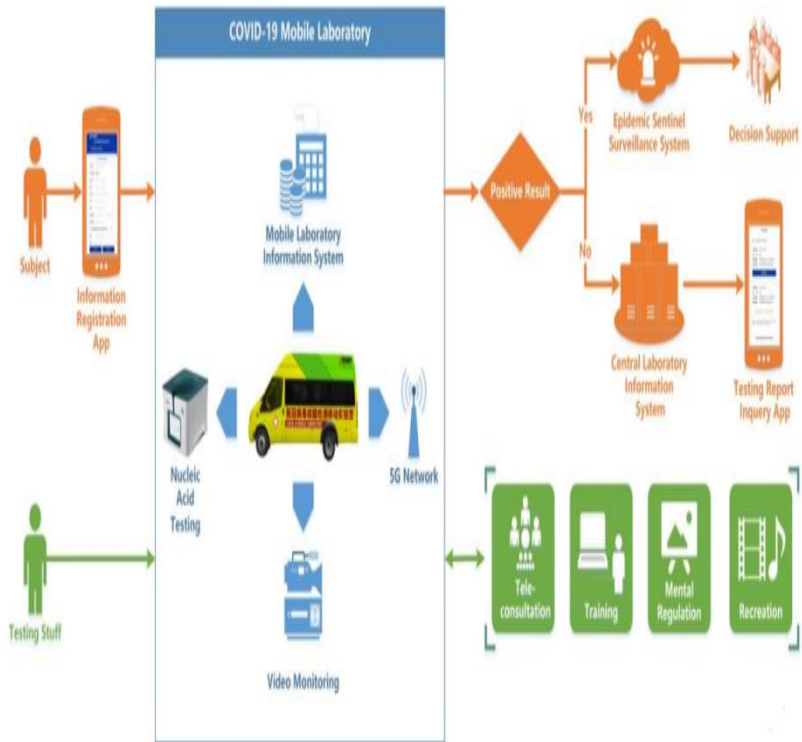 COVID-19 Mobile Laboratory
Mobile Laboratory
Information System
Subject
Information
Registration
App
Nucleic
Acid
Testing
5G Network
Video Monitoring
Testing Stuff
Positive Result
Yes
No
Epidemic Sentinel
Surveillance System
Decision Support
Central Laboratory
Information
System
Testing Report
Inquery App
Tele-
consultation
Training
Mental
Regulation
Recreation